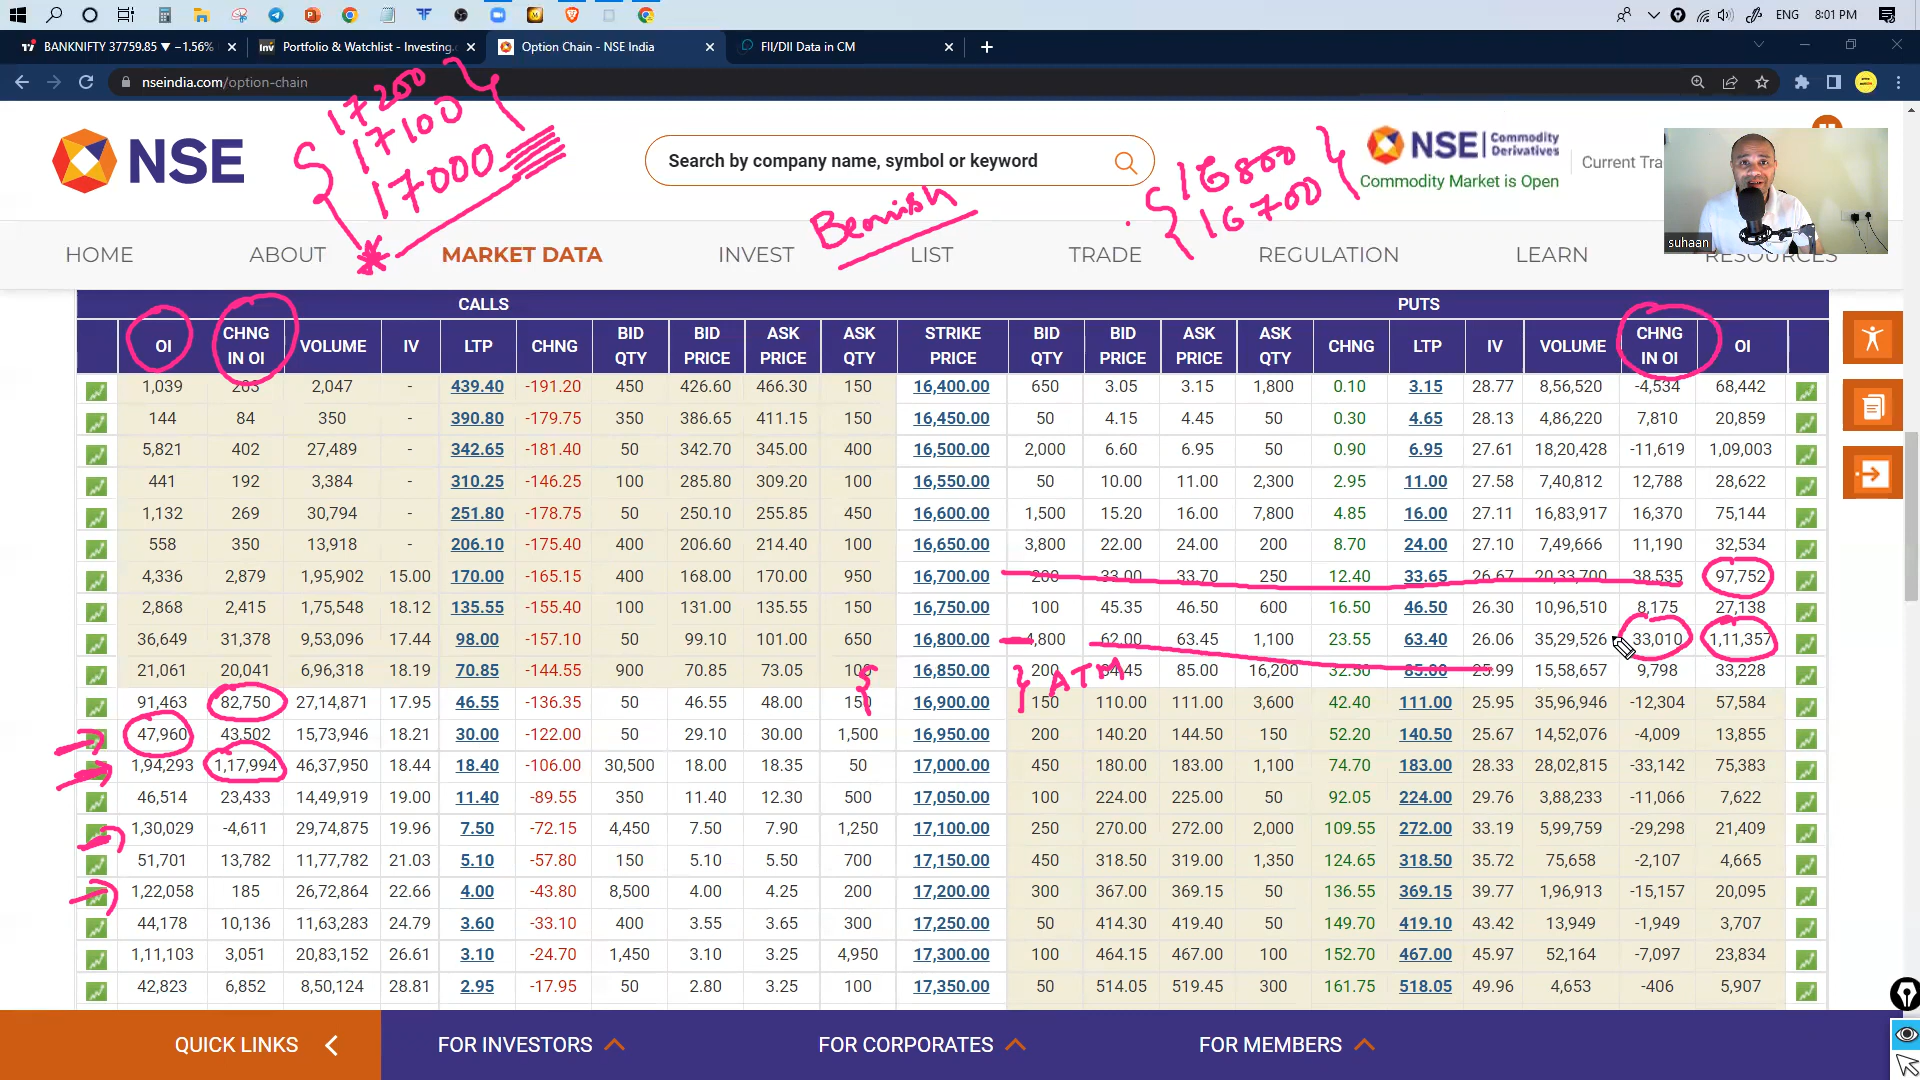 ENG 8:01 PM
BANKNIFTY 37759.85 ▼ −1.56%
Portfolio & Watchlist - Investing.c
Option Chain - NSE India
FII/DII Data in CM
nseindia.com/option-chain
17200
17100
17000
NSE
Search by company name, symbol or keyword
16800
16700
NSE Commodity Derivatives
Current Tra
Commodity Market is Open
Bearish
suhaan
HOME ABOUT MARKET DATA INVEST LIST TRADE REGULATION LEARN RESOURCES
CALLS PUTS
OI CHNG IN OI VOLUME IV LTP CHNG BID QTY BID PRICE ASK PRICE ASK QTY STRIKE PRICE BID QTY BID PRICE ASK PRICE ASK QTY CHNG LTP IV VOLUME CHNG IN OI OI
1,039 203 2,047 - 439.40 -191.20 450 426.60 466.30 150 16,400.00 650 3.05 3.15 1,800 0.10 3.15 28.77 8,56,520 -4,534 68,442
144 84 350 - 390.80 -179.75 350 386.65 411.15 150 16,450.00 50 4.15 4.45 50 0.30 4.65 28.13 4,86,220 7,810 20,859
5,821 402 27,489 - 342.65 -181.40 50 342.70 345.00 400 16,500.00 2,000 6.60 6.95 50 0.90 6.95 27.61 18,20,428 -11,619 1,09,003
441 192 3,384 - 310.25 -146.25 100 285.80 309.20 100 16,550.00 50 10.00 11.00 2,300 2.95 11.00 27.58 7,40,812 12,788 28,622
1,132 269 30,794 - 251.80 -178.75 50 250.10 255.85 450 16,600.00 1,500 15.20 16.00 7,800 4.85 16.00 27.11 16,83,917 16,370 75,144
558 350 13,918 - 206.10 -175.40 400 206.60 214.40 100 16,650.00 3,800 22.00 24.00 200 8.70 24.00 27.10 7,49,666 11,190 32,534
4,336 2,879 1,95,902 15.00 170.00 -165.15 400 168.00 170.00 950 16,700.00 200 33.00 33.70 250 12.40 33.65 26.67 20,33,700 38,535 97,752
2,868 2,415 1,75,548 18.12 135.55 -155.40 100 131.00 135.55 150 16,750.00 100 45.35 46.50 600 16.50 46.50 26.30 10,96,510 8,175 27,138
36,649 31,378 9,53,096 17.44 98.00 -157.10 50 99.10 101.00 650 16,800.00 4,800 62.00 63.45 1,100 23.55 63.40 26.06 35,29,526 33,010 1,11,357
21,061 20,041 6,96,318 18.19 70.85 -144.55 900 70.85 73.05 100 16,850.00 200 84.45 85.00 16,200 32.50 85.00 25.99 15,58,657 9,798 33,228
ATM
91,463 82,750 27,14,871 17.95 46.55 -136.35 50 46.55 48.00 150 16,900.00 150 110.00 111.00 3,600 42.40 111.00 25.95 35,96,946 -12,304 57,584
47,960 43,502 15,73,946 18.21 30.00 -122.00 50 29.10 30.00 1,500 16,950.00 200 140.20 144.50 150 52.20 140.50 25.67 14,52,076 -4,009 13,855
1,94,293 1,17,994 46,37,950 18.44 18.40 -106.00 30,500 18.00 18.35 50 17,000.00 450 180.00 183.00 1,100 74.70 183.00 28.33 28,02,815 -33,142 75,383
46,514 23,433 14,49,919 19.00 11.40 -89.55 350 11.40 12.30 500 17,050.00 100 224.00 225.00 50 92.05 224.00 29.76 3,88,233 -11,066 7,622
1,30,029 -4,611 29,74,875 19.96 7.50 -72.15 4,450 7.50 7.90 1,250 17,100.00 250 270.00 272.00 2,000 109.55 272.00 33.19 5,99,759 -29,298 21,409
51,701 13,782 11,77,782 21.03 5.10 -57.80 150 5.10 5.50 700 17,150.00 450 318.50 319.00 1,350 124.65 318.50 35.72 75,658 -2,107 4,665
1,22,058 185 26,72,864 22.66 4.00 -43.80 8,500 4.00 4.25 200 17,200.00 300 367.00 369.15 50 136.55 369.15 39.77 1,96,913 -15,157 20,095
44,178 10,136 11,63,283 24.79 3.60 -33.10 400 3.55 3.65 300 17,250.00 50 414.30 419.40 50 149.70 419.10 43.42 13,949 -1,949 3,707
1,11,103 3,051 20,83,152 26.61 3.10 -24.70 1,450 3.10 3.25 4,950 17,300.00 100 464.15 467.00 100 152.70 467.00 45.97 52,164 -7,097 23,834
42,823 6,852 8,50,124 28.81 2.95 -17.95 50 2.80 3.25 100 17,350.00 50 514.05 519.45 300 161.75 518.05 49.96 4,653 -406 5,907
QUICK LINKS FOR INVESTORS FOR CORPORATES FOR MEMBERS